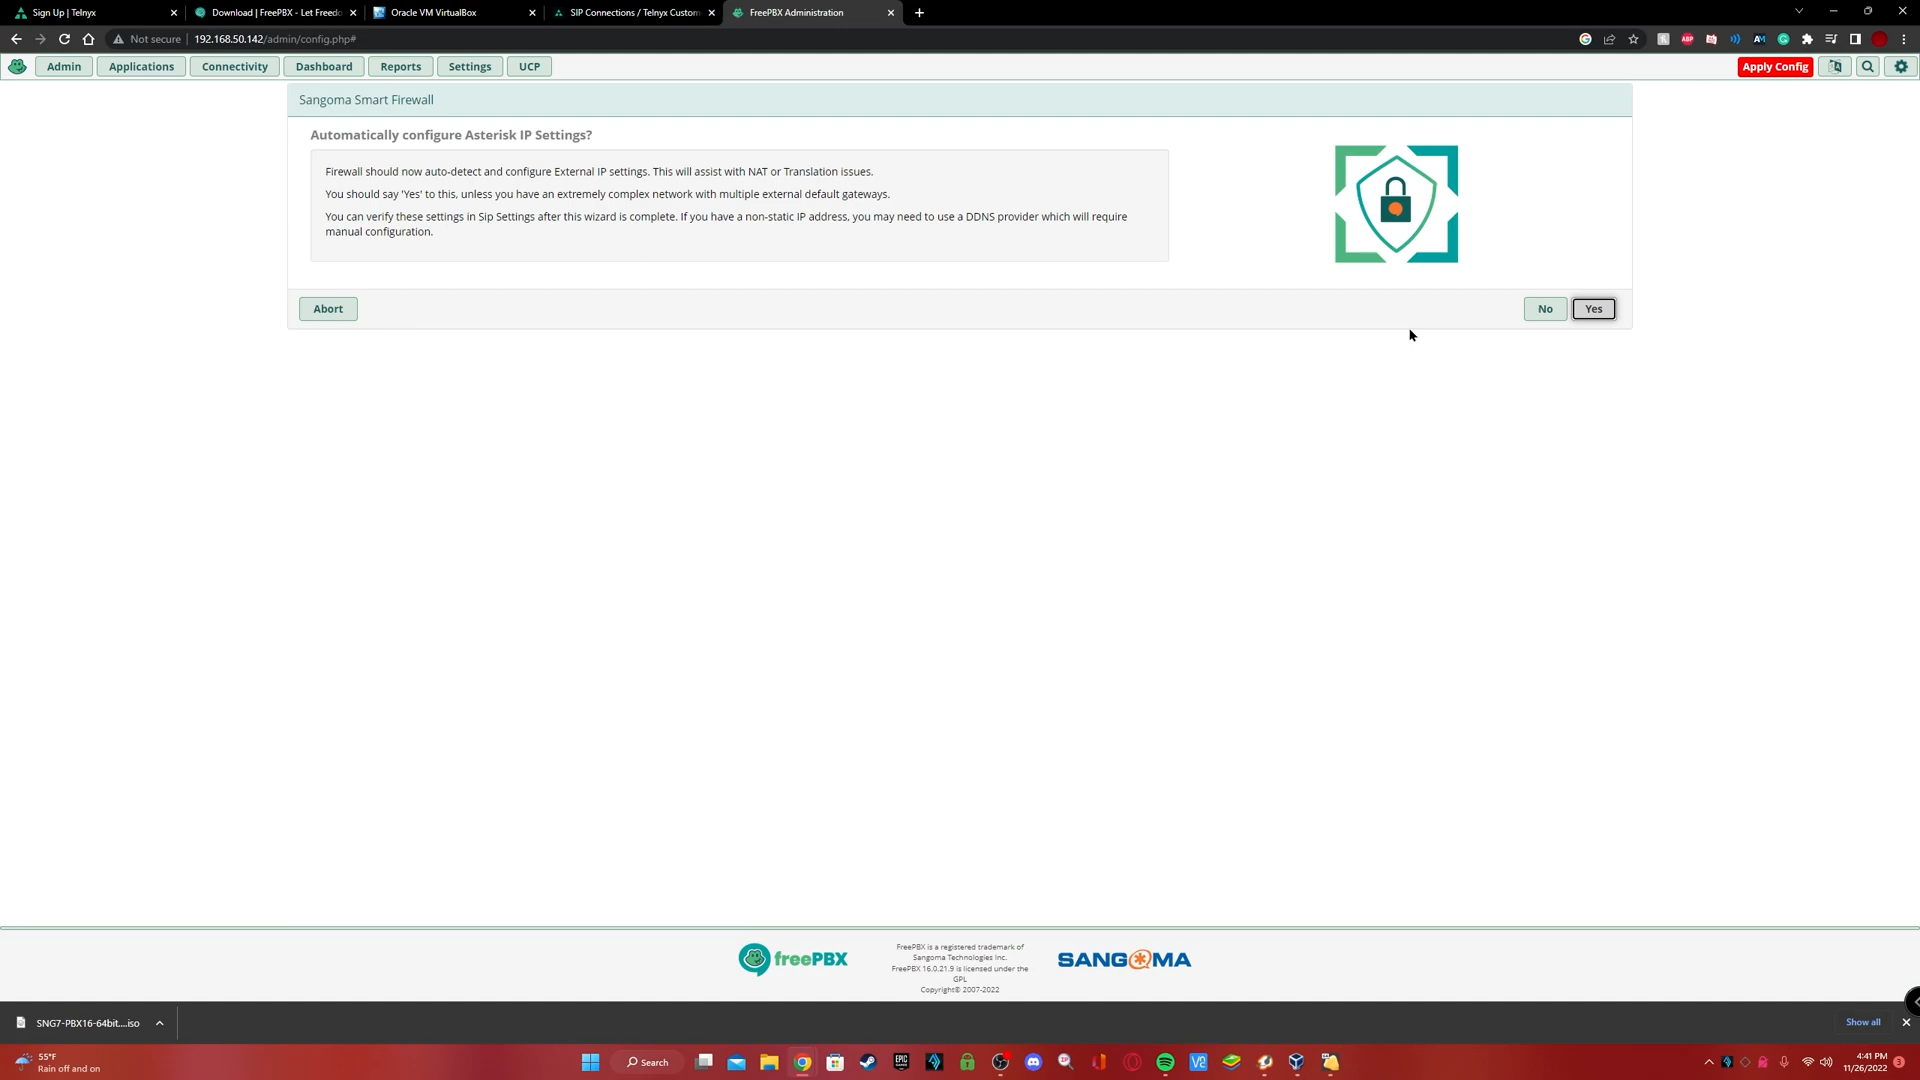 Sign Up | Telnyx
Download | FreePBX - Let Freedo
Oracle VM VirtualBox
SIP Connections / Telnyx Custom
FreePBX Administration
Not secure
192.168.50.142/admin/config.php#
Admin
Applications
Connectivity
Dashboard
Reports
Settings
UCP
Apply Config
Sangoma Smart Firewall
Automatically configure Asterisk IP Settings?
Firewall should now auto-detect and configure External IP settings. This will assist with NAT or Translation issues.
You should say 'Yes' to this, unless you have an extremely complex network with multiple external default gateways.
You can verify these settings in Sip Settings after this wizard is complete. If you have a non-static IP address, you may need to use a DDNS provider which will require
manual configuration.
Abort
No
Yes
freePBX
FreePBX is a registered trademark of
Sangoma Technologies Inc.
FreePBX 16.0.21.9 is licensed under the
GPL
Copyright© 2007-2022
SANGOMA
SNG7-PBX16-64bit....iso
Show all
55°F
Rain off and on
Search
4:41 PM
11/26/2022
3